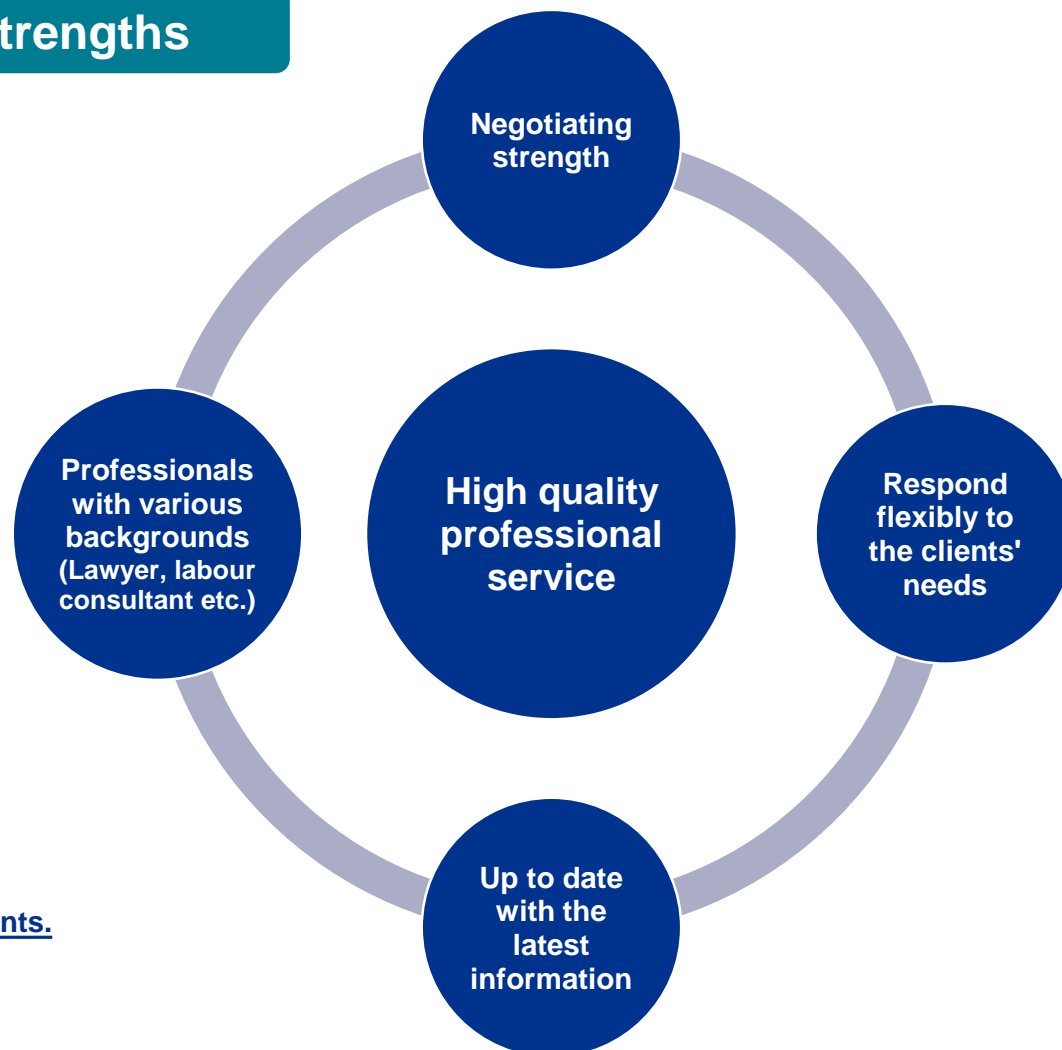 trengths
Negotiating
strength
Professionals
with various
backgrounds
(Lawyer, labour
consultant etc.)
High quality
professional
service
Respond
flexibly to
the clients'
needs
Up to date
with the
latest
information
nts.